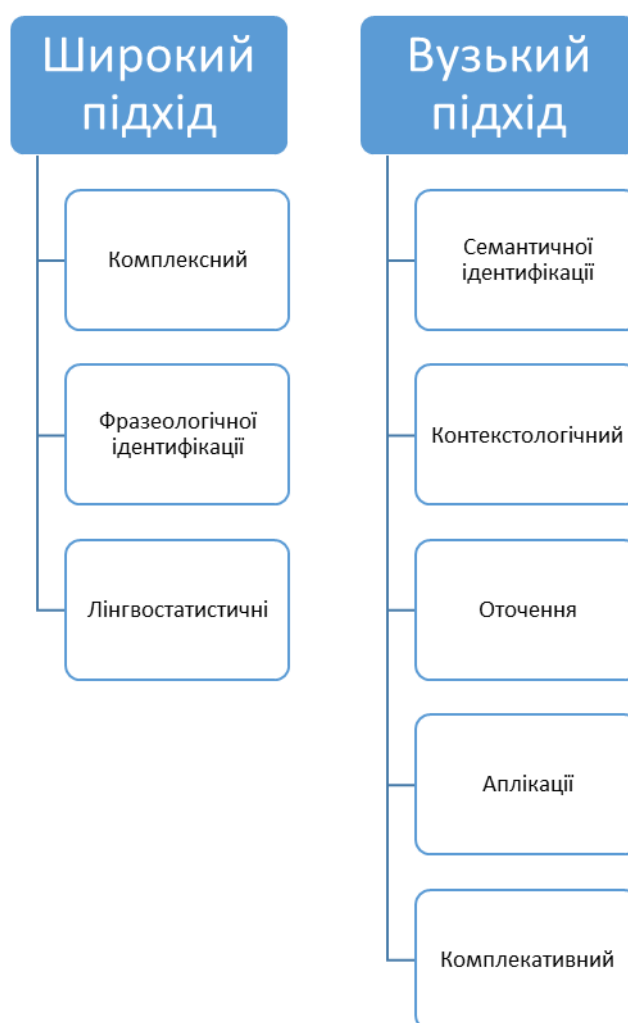 Широкий
підхід
Комплексний
Фразеологічної
ідентифікації
Лінгвостатистичні
Вузький
підхід
Семантичної
ідентифікації
Контекстологічний
Оточення
Аплікації
Комплекативний